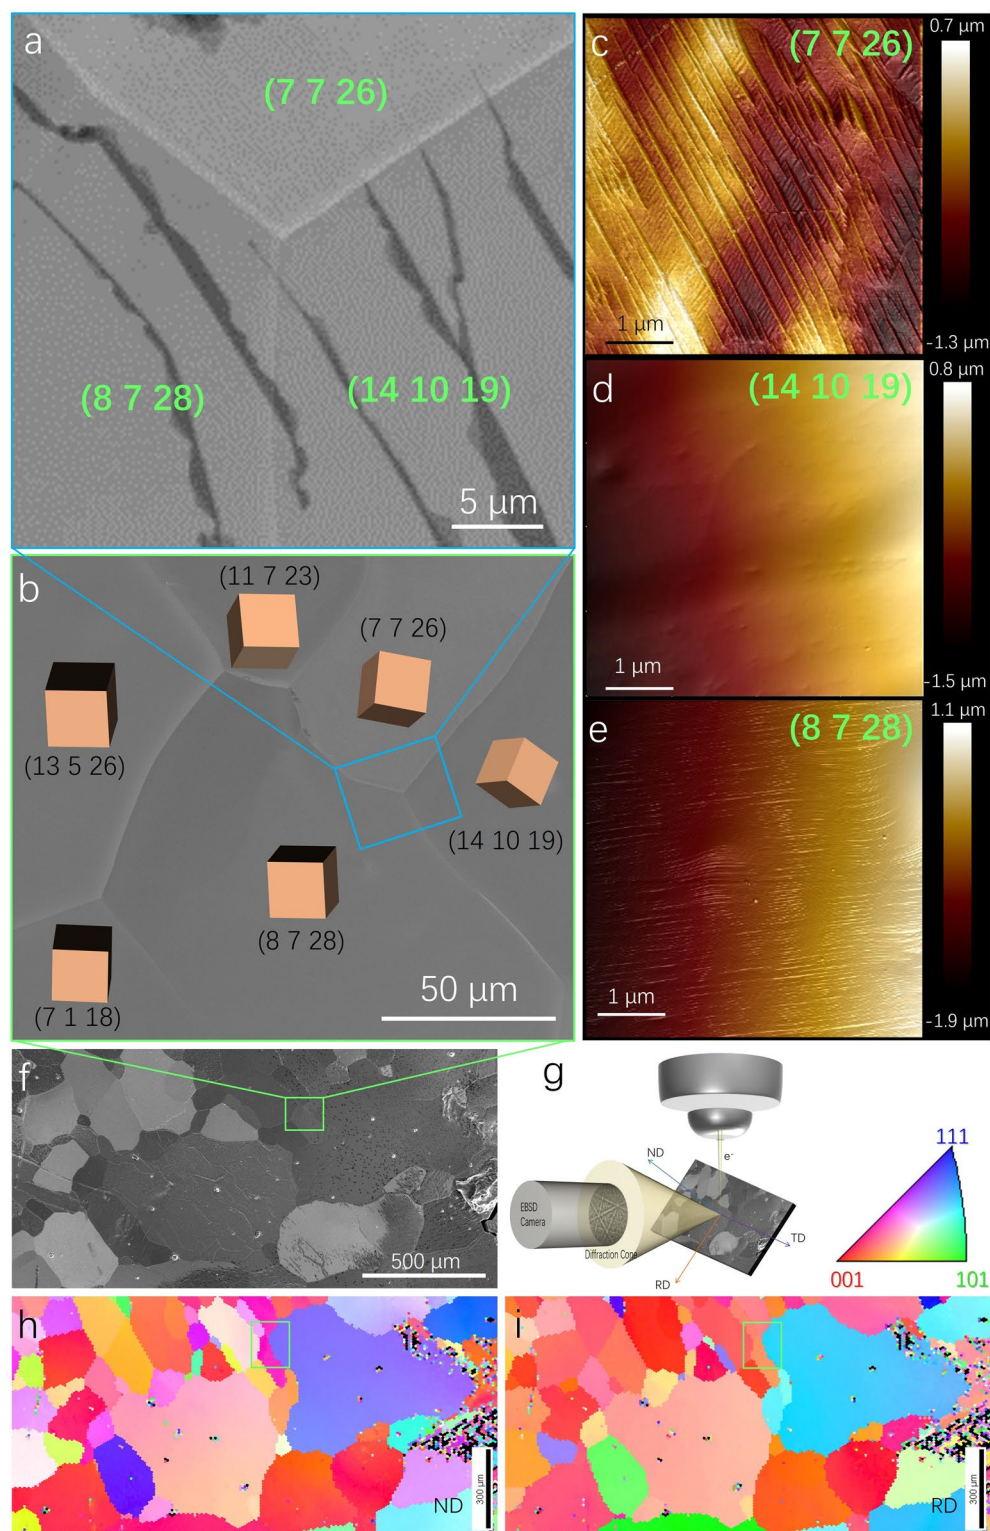 a
(7 7 26)
(8 7 28)
(14 10 19)
5 μm
b
(11 7 23)
(7 7 26)
(13 5 26)
(14 10 19)
(8 7 28)
(7 1 18)
50 μm
c
(7 7 26)
1 μm
0.7 μm
-1.3 μm
d
(14 10 19)
1 μm
0.8 μm
-1.5 μm
e
(8 7 28)
1 μm
1.1 μm
-1.9 μm
f
500 μm
g
ND
e-
EBSD
Camera
Diffraction Cone
TD
RD
111
001
101
h
ND
300 μm
i
RD
300 μm